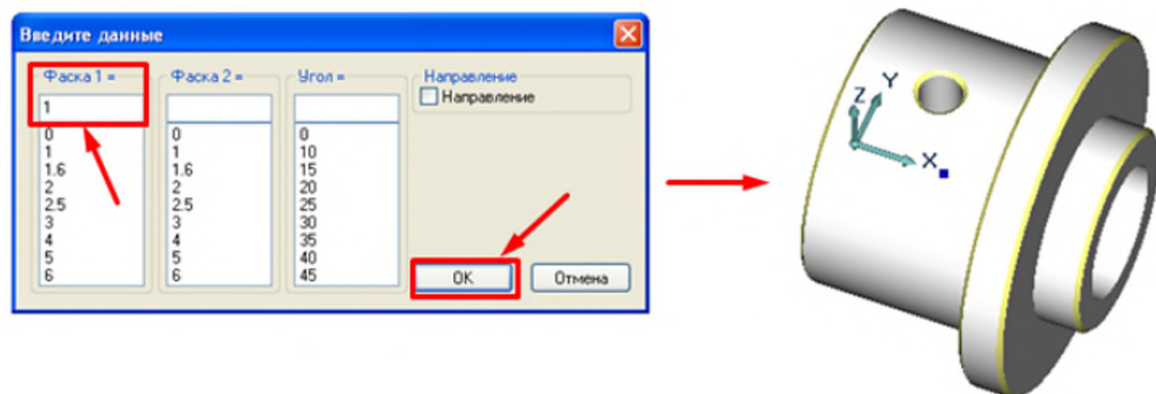 Введите данные
Фаска 1 = Фаска 2 = Угол = Направление
1 Направление
0 0 0
1 1 10
1.6 1.6 15
2 2 20
2.5 2.5 25
3 3 30
4 4 35
5 5 40
6 6 45
OK Отмена
Z Y
X